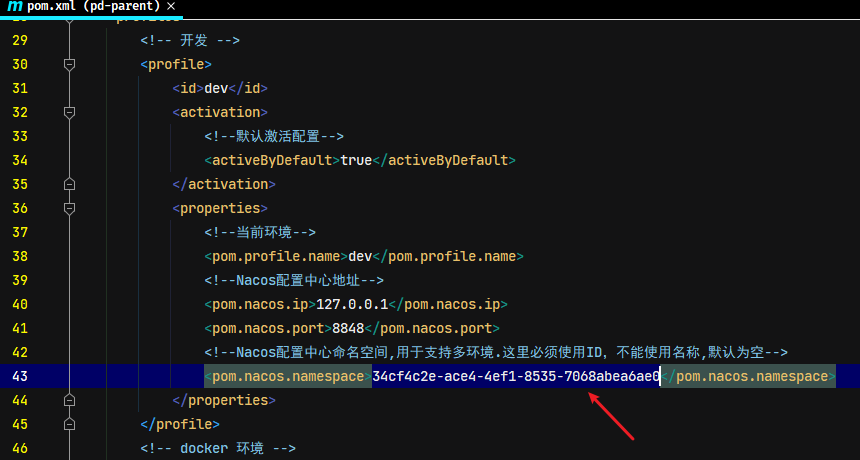 m pom.xml (pd-parent) ×
29 <!-- 开发 -->
30 <profile>
31 <id>dev</id>
32 <activation>
33 <!--默认激活配置-->
34 <activeByDefault>true</activeByDefault>
35 </activation>
36 <properties>
37 <!--当前环境-->
38 <pom.profile.name>dev</pom.profile.name>
39 <!--Nacos配置中心地址-->
40 <pom.nacos.ip>127.0.0.1</pom.nacos.ip>
41 <pom.nacos.port>8848</pom.nacos.port>
42 <!--Nacos配置中心命名空间,用于支持多环境.这里必须使用ID，不能使用名称,默认为空-->
43 <pom.nacos.namespace>34cf4c2e-ace4-4ef1-8535-7068abea6ae0</pom.nacos.namespace>
44 </properties>
45 </profile>
46 <!-- docker 环境 -->